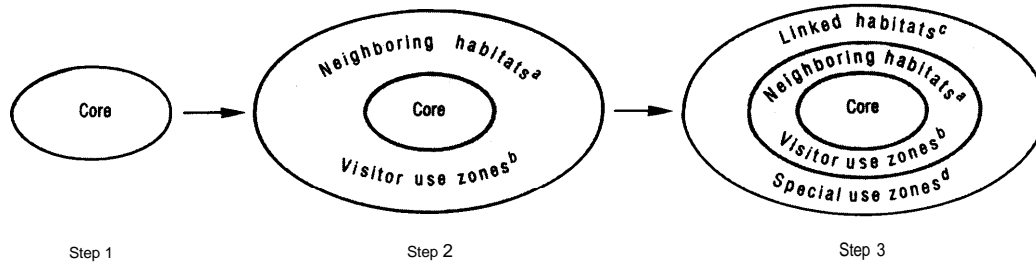 Core
Neighboring habitatsᵃ
Core
Visitor use zonesᵇ
Linked habitatsᶜ
Neighboring habitatsᵃ
Core
Visitor use zonesᵇ
Special use zonesᵈ
Step 1
Step 2
Step 3